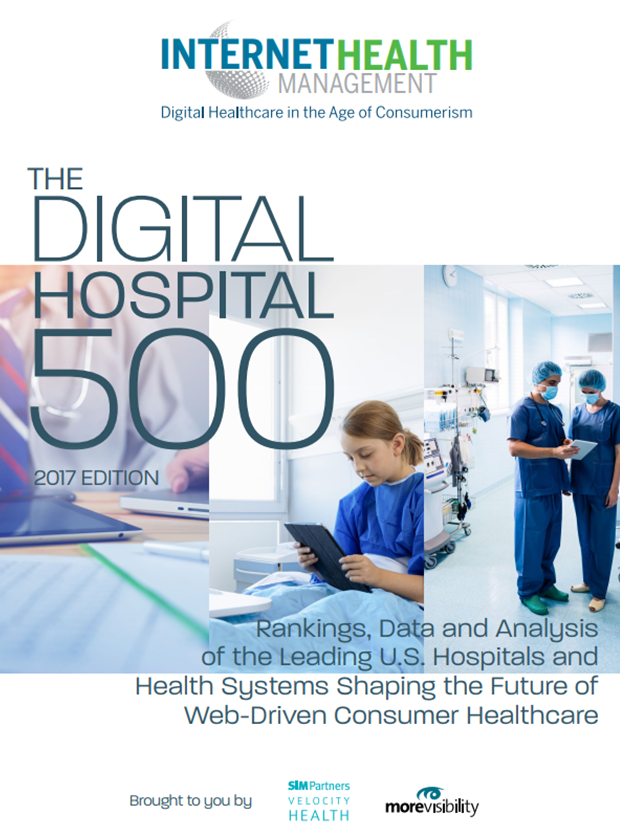 INTERNETHEALTH
MANAGEMENT
Digital Healthcare in the Age of Consumerism
THE
DIGITAL
HOSPITAL
500
2017 EDITION
Rankings, Data and Analysis
of the Leading U.S. Hospitals and
Health Systems Shaping the Future of
Web-Driven Consumer Healthcare
Brought to you by
SIMPartners
VELOCITY
HEALTH
morevisibility